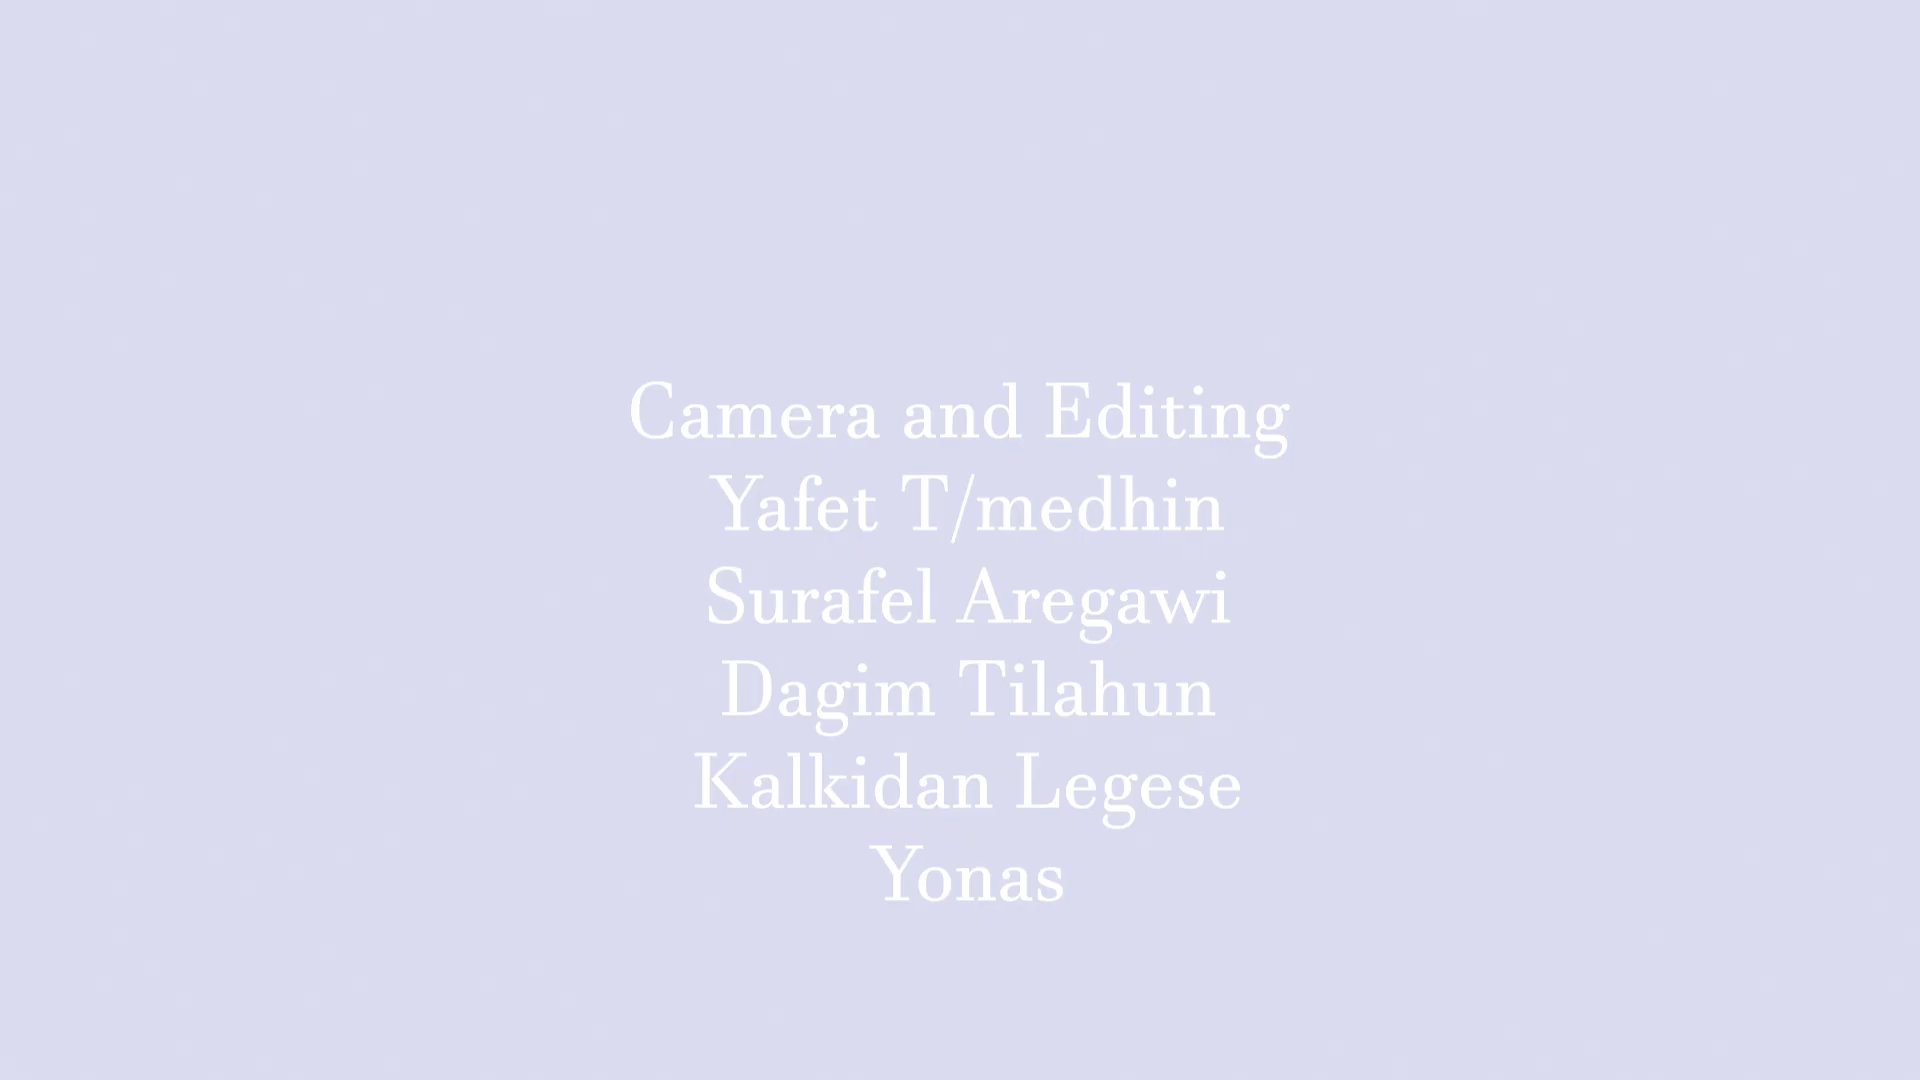 Camera and Editing
Yafet T/medhin
Surafel Aregawi
Dagim Tilahun
Kalkidan Legese
Yonas